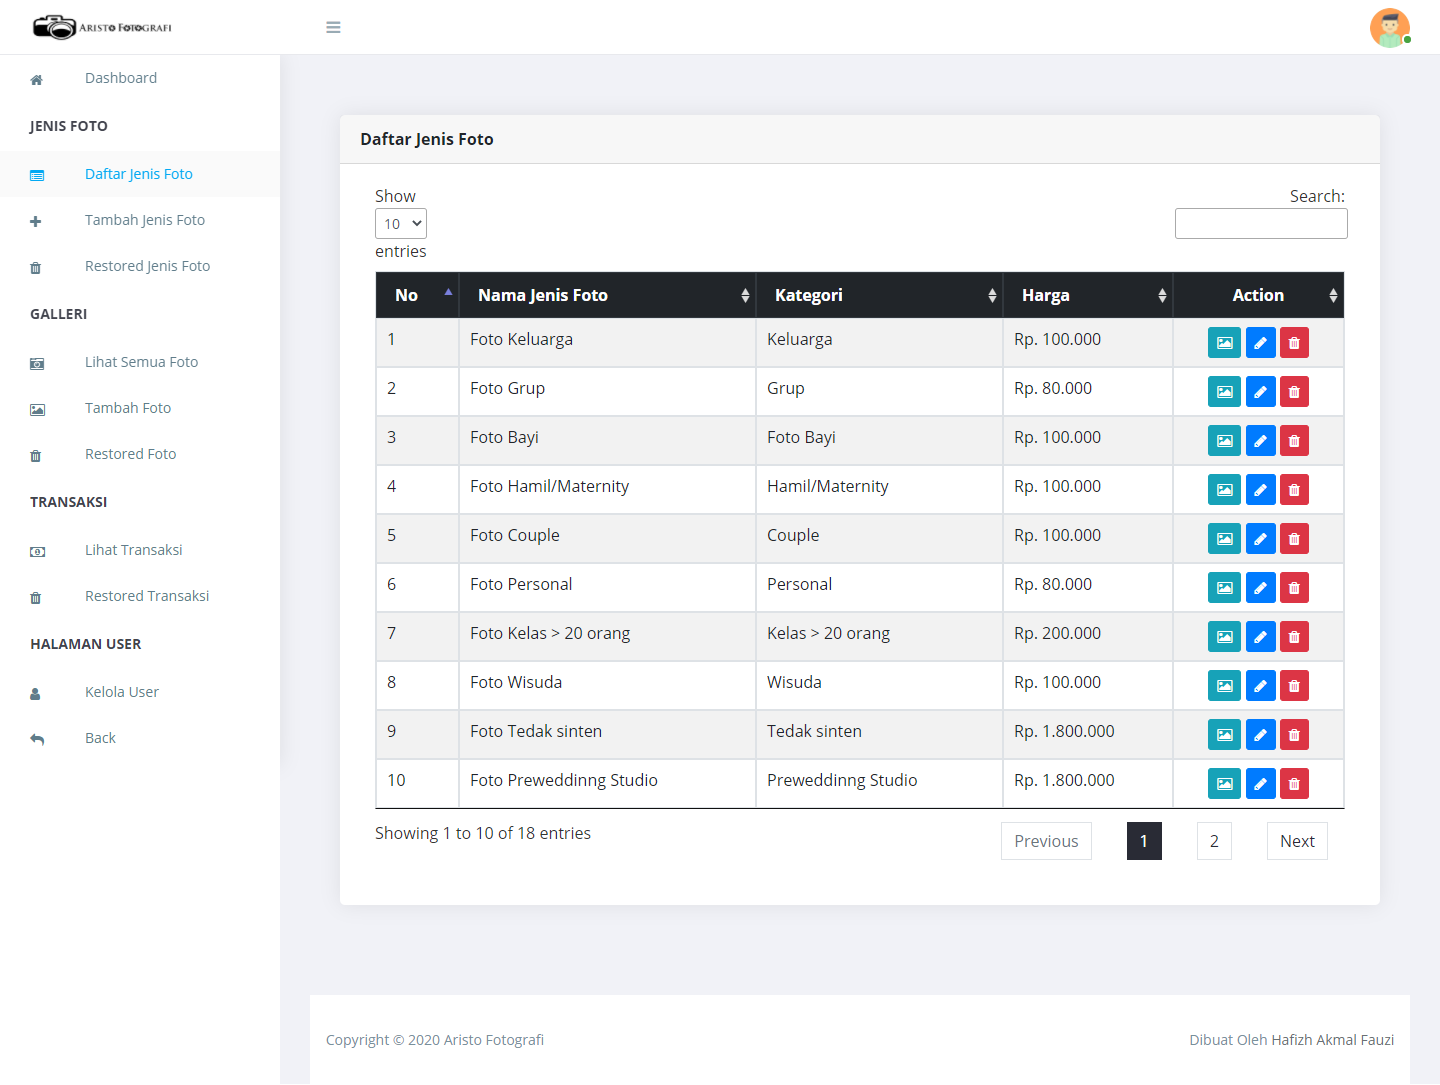 Aristo Fotografi
Dashboard
JENIS FOTO
Daftar Jenis Foto
Tambah Jenis Foto
Restored Jenis Foto
GALLERI
Lihat Semua Foto
Tambah Foto
Restored Foto
TRANSAKSI
Lihat Transaksi
Restored Transaksi
HALAMAN USER
Kelola User
Back
Daftar Jenis Foto
Show
10
entries
Search:
No Nama Jenis Foto Kategori Harga Action
1 Foto Keluarga Keluarga Rp. 100.000
2 Foto Grup Grup Rp. 80.000
3 Foto Bayi Foto Bayi Rp. 100.000
4 Foto Hamil/Maternity Hamil/Maternity Rp. 100.000
5 Foto Couple Couple Rp. 100.000
6 Foto Personal Personal Rp. 80.000
7 Foto Kelas > 20 orang Kelas > 20 orang Rp. 200.000
8 Foto Wisuda Wisuda Rp. 100.000
9 Foto Tedak sinten Tedak sinten Rp. 1.800.000
10 Foto Preweddinng Studio Preweddinng Studio Rp. 1.800.000
Showing 1 to 10 of 18 entries
Previous 1 2 Next
Copyright © 2020 Aristo Fotografi
Dibuat Oleh Hafizh Akmal Fauzi